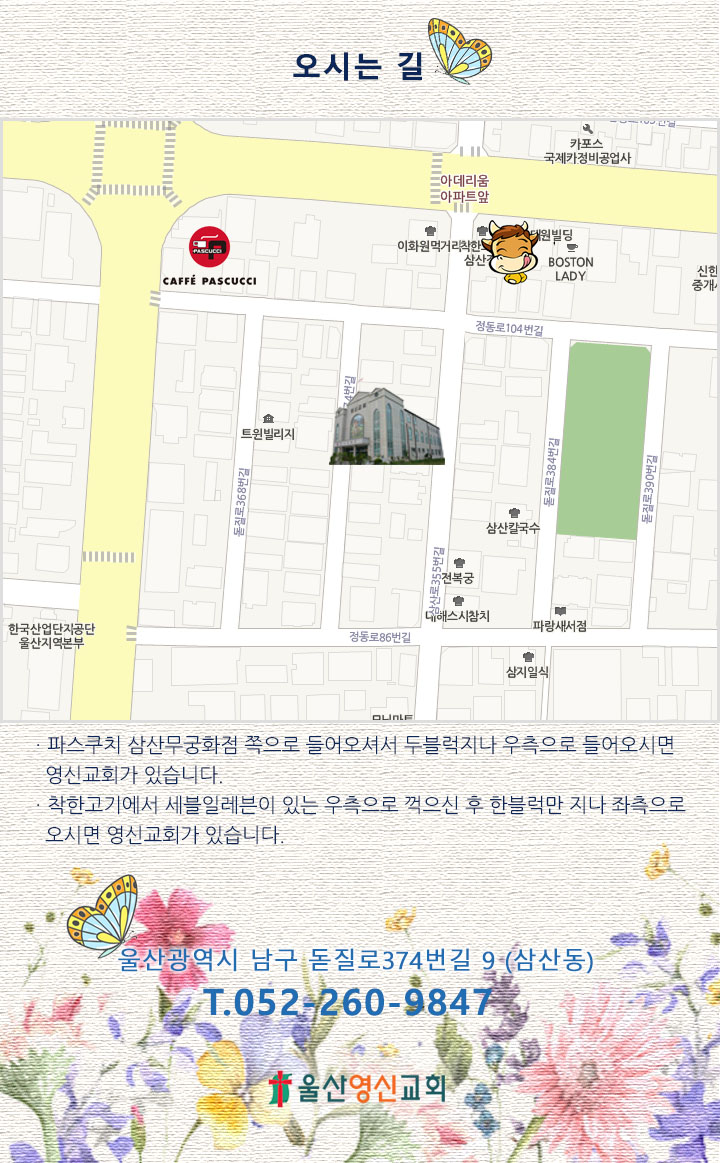 오시는 길
카포스
국제카정비공업사
아데리움
아파트앞
이화원먹거리
착한
삼산
대원빌딩
BOSTON
LADY
PASCUCCI
CAFFÉ PASCUCCI
신한
중개사
정동로104번길
74번길
트윈빌리지
돋질로368번길
돋질로384번길
돋질로390번길
삼산로355번길
삼산칼국수
전복궁
대해스시참치
파랑새서점
한국산업단지공단
울산지역본부
정동로86번길
삼지일식
· 파스쿠치 삼산무궁화점 쪽으로 들어오셔서 두블럭지나 우측으로 들어오시면
영신교회가 있습니다.
· 착한고기에서 세블일레븐이 있는 우측으로 꺽으신 후 한블럭만 지나 좌측으로
오시면 영신교회가 있습니다.
울산광역시 남구 돋질로374번길 9 (삼산동)
T.052-260-9847
울산영신교회